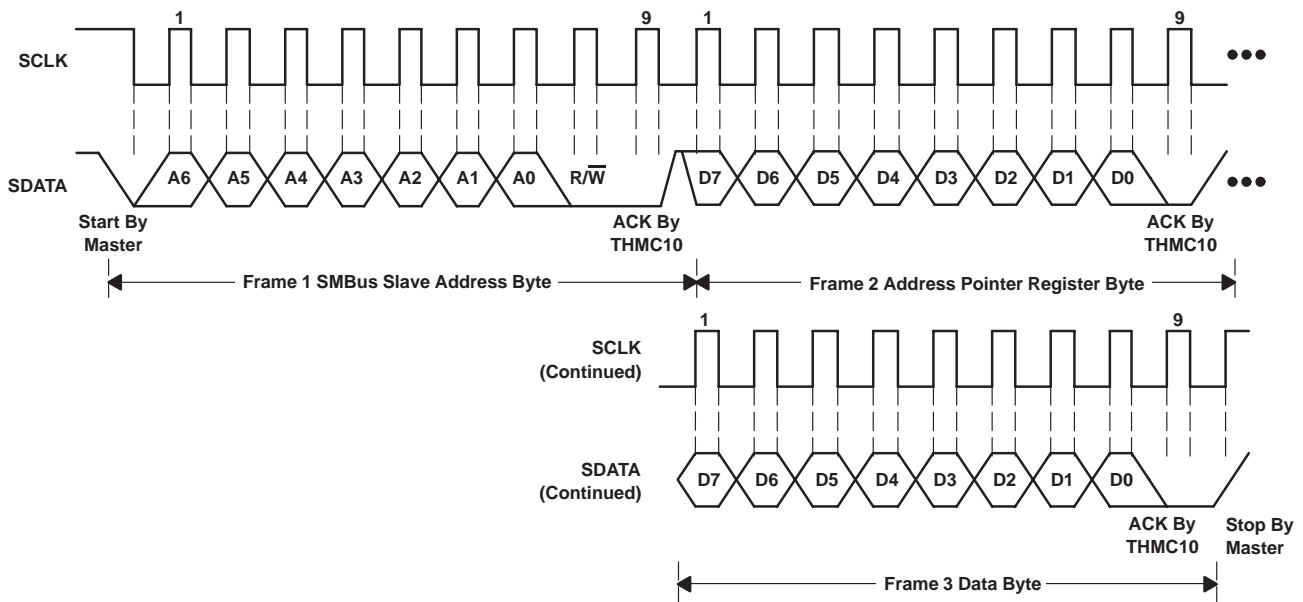 1 9 1 9
SCLK
SDATA
A6 A5 A4 A3 A2 A1 A0 R/W̅ D7 D6 D5 D4 D3 D2 D1 D0
Start By
Master
ACK By
THMC10
ACK By
THMC10
Frame 1 SMBus Slave Address Byte
Frame 2 Address Pointer Register Byte
1 9
SCLK
(Continued)
SDATA
(Continued)
D7 D6 D5 D4 D3 D2 D1 D0
ACK By
THMC10
Stop By
Master
Frame 3 Data Byte